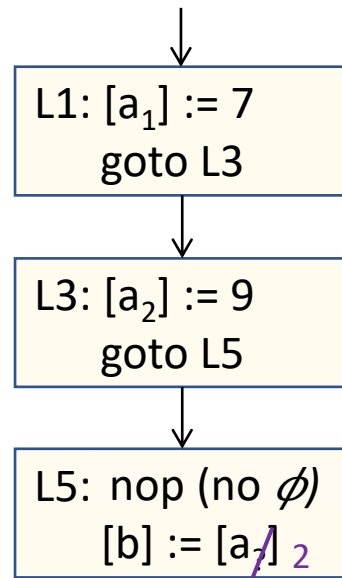 L1: [a₁] := 7
goto L3
L3: [a₂] := 9
goto L5
L5: nop (no ϕ)
[b] := [a?] 2